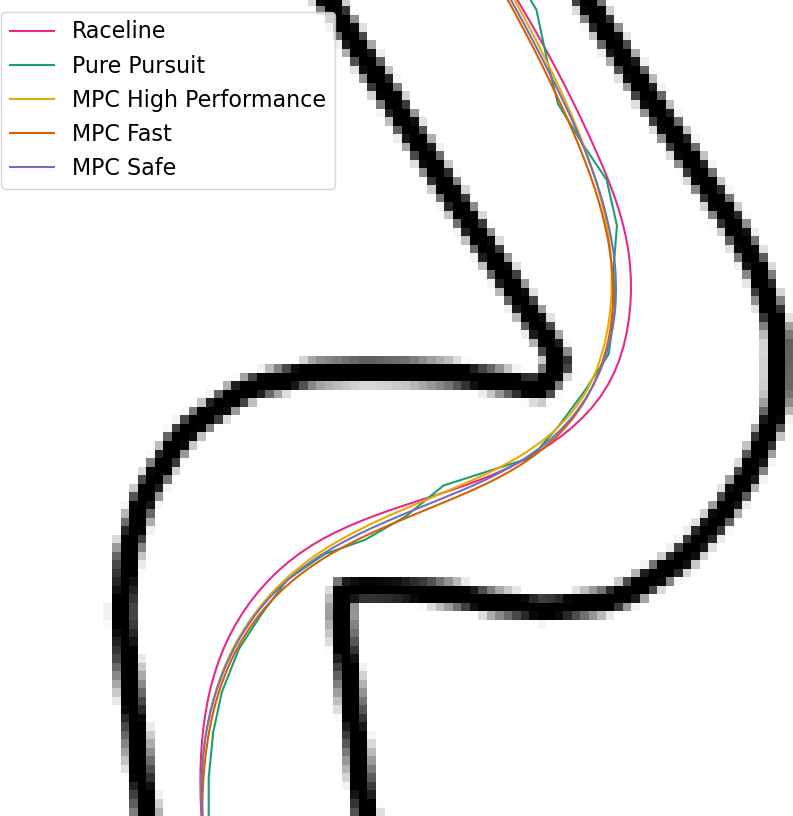 Raceline
Pure Pursuit
MPC High Performance
MPC Fast
MPC Safe